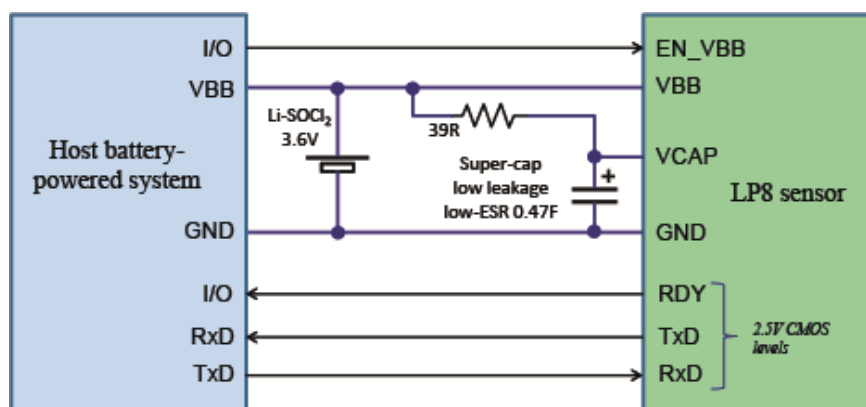 I/O
EN_VBB
VBB
VBB
Li-SOCl₂
3.6V
39R
Host battery-
powered system
VCAP
Super-cap
low leakage
low-ESR 0.47F
+
LP8 sensor
GND
GND
I/O
RDY
RxD
TxD
2.5V CMOS
levels
TxD
RxD